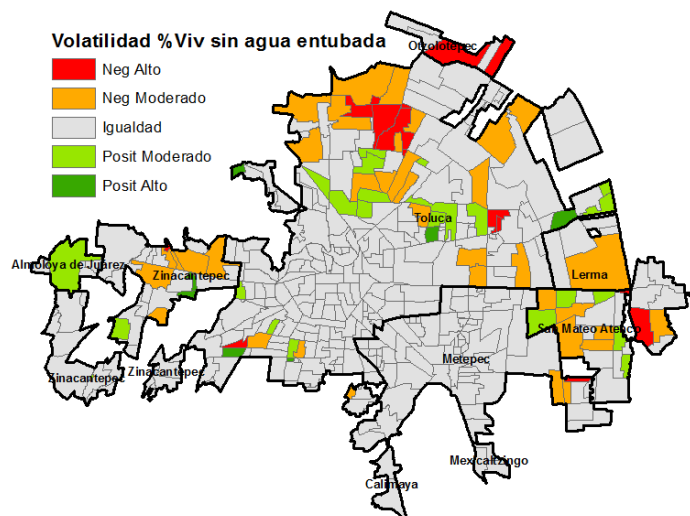 Volatilidad %Viv sin agua entubada
Neg Alto
Neg Moderado
Igualdad
Posit Moderado
Posit Alto
Otzolotepec
Toluca
Almoloya de Juárez
Zinacantepec
Lerma
San Mateo Atenco
Metepec
Zinacantepec
Zinacantepec
Mexicaltzingo
Calimaya